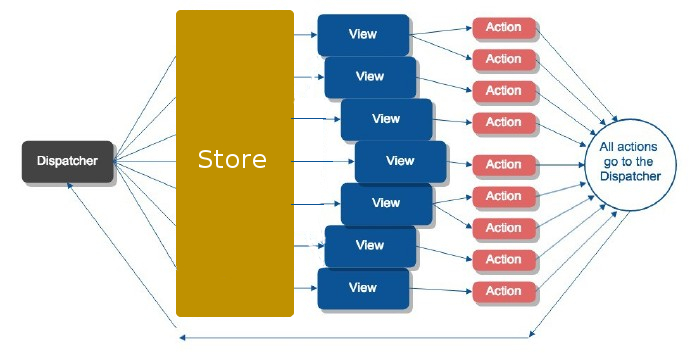 Dispatcher
Store
View
View
View
View
View
View
View
Action
Action
Action
Action
Action
Action
Action
Action
Action
All actions
go to the
Dispatcher